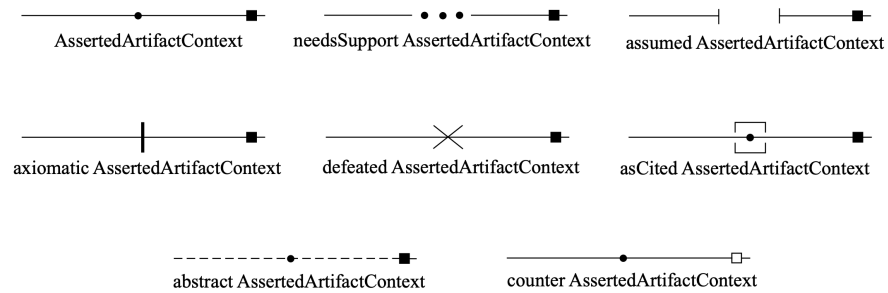 AssertedArtifactContext
needsSupport AssertedArtifactContext
assumed AssertedArtifactContext
axiomatic AssertedArtifactContext
defeated AssertedArtifactContext
asCited AssertedArtifactContext
abstract AssertedArtifactContext
counter AssertedArtifactContext